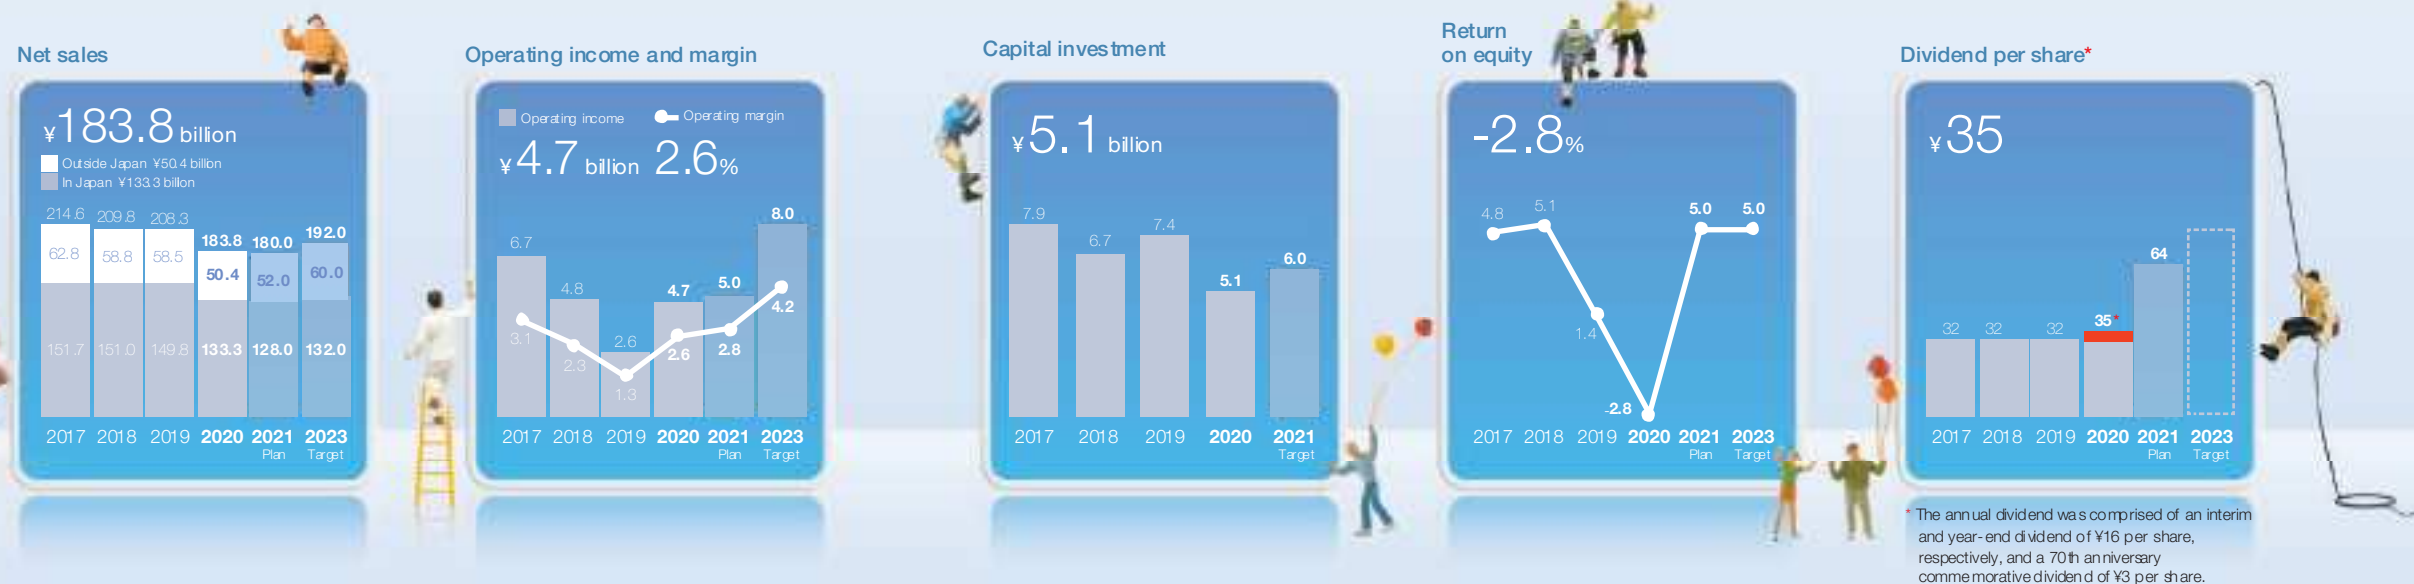 Net sales
¥183.8 billion
Outside Japan ¥50.4 billion
In Japan ¥133.3 billion
214.6 209.8 208.3 183.8 180.0 192.0
62.8 58.8 58.5 50.4 52.0 60.0
151.7 151.0 149.8 133.3 128.0 132.0
2017 2018 2019 2020 2021 2023
Plan Target
Operating income and margin
Operating income Operating margin
¥4.7 billion 2.6%
6.7 4.8 2.6 4.7 5.0 8.0
3.1 2.3 1.3 2.6 2.8 4.2
2017 2018 2019 2020 2021 2023
Plan Target
Capital investment
¥5.1 billion
7.9 6.7 7.4 5.1 6.0
2017 2018 2019 2020 2021
Target
Return
on equity
-2.8%
4.8 5.1 1.4 -2.8 5.0 5.0
2017 2018 2019 2020 2021 2023
Plan Target
Dividend per share*
¥35
32 32 32 35* 64
2017 2018 2019 2020 2021 2023
Plan Target
* The annual dividend was comprised of an interim
and year-end dividend of ¥16 per share,
respectively, and a 70th anniversary
commemorative dividend of ¥3 per share.